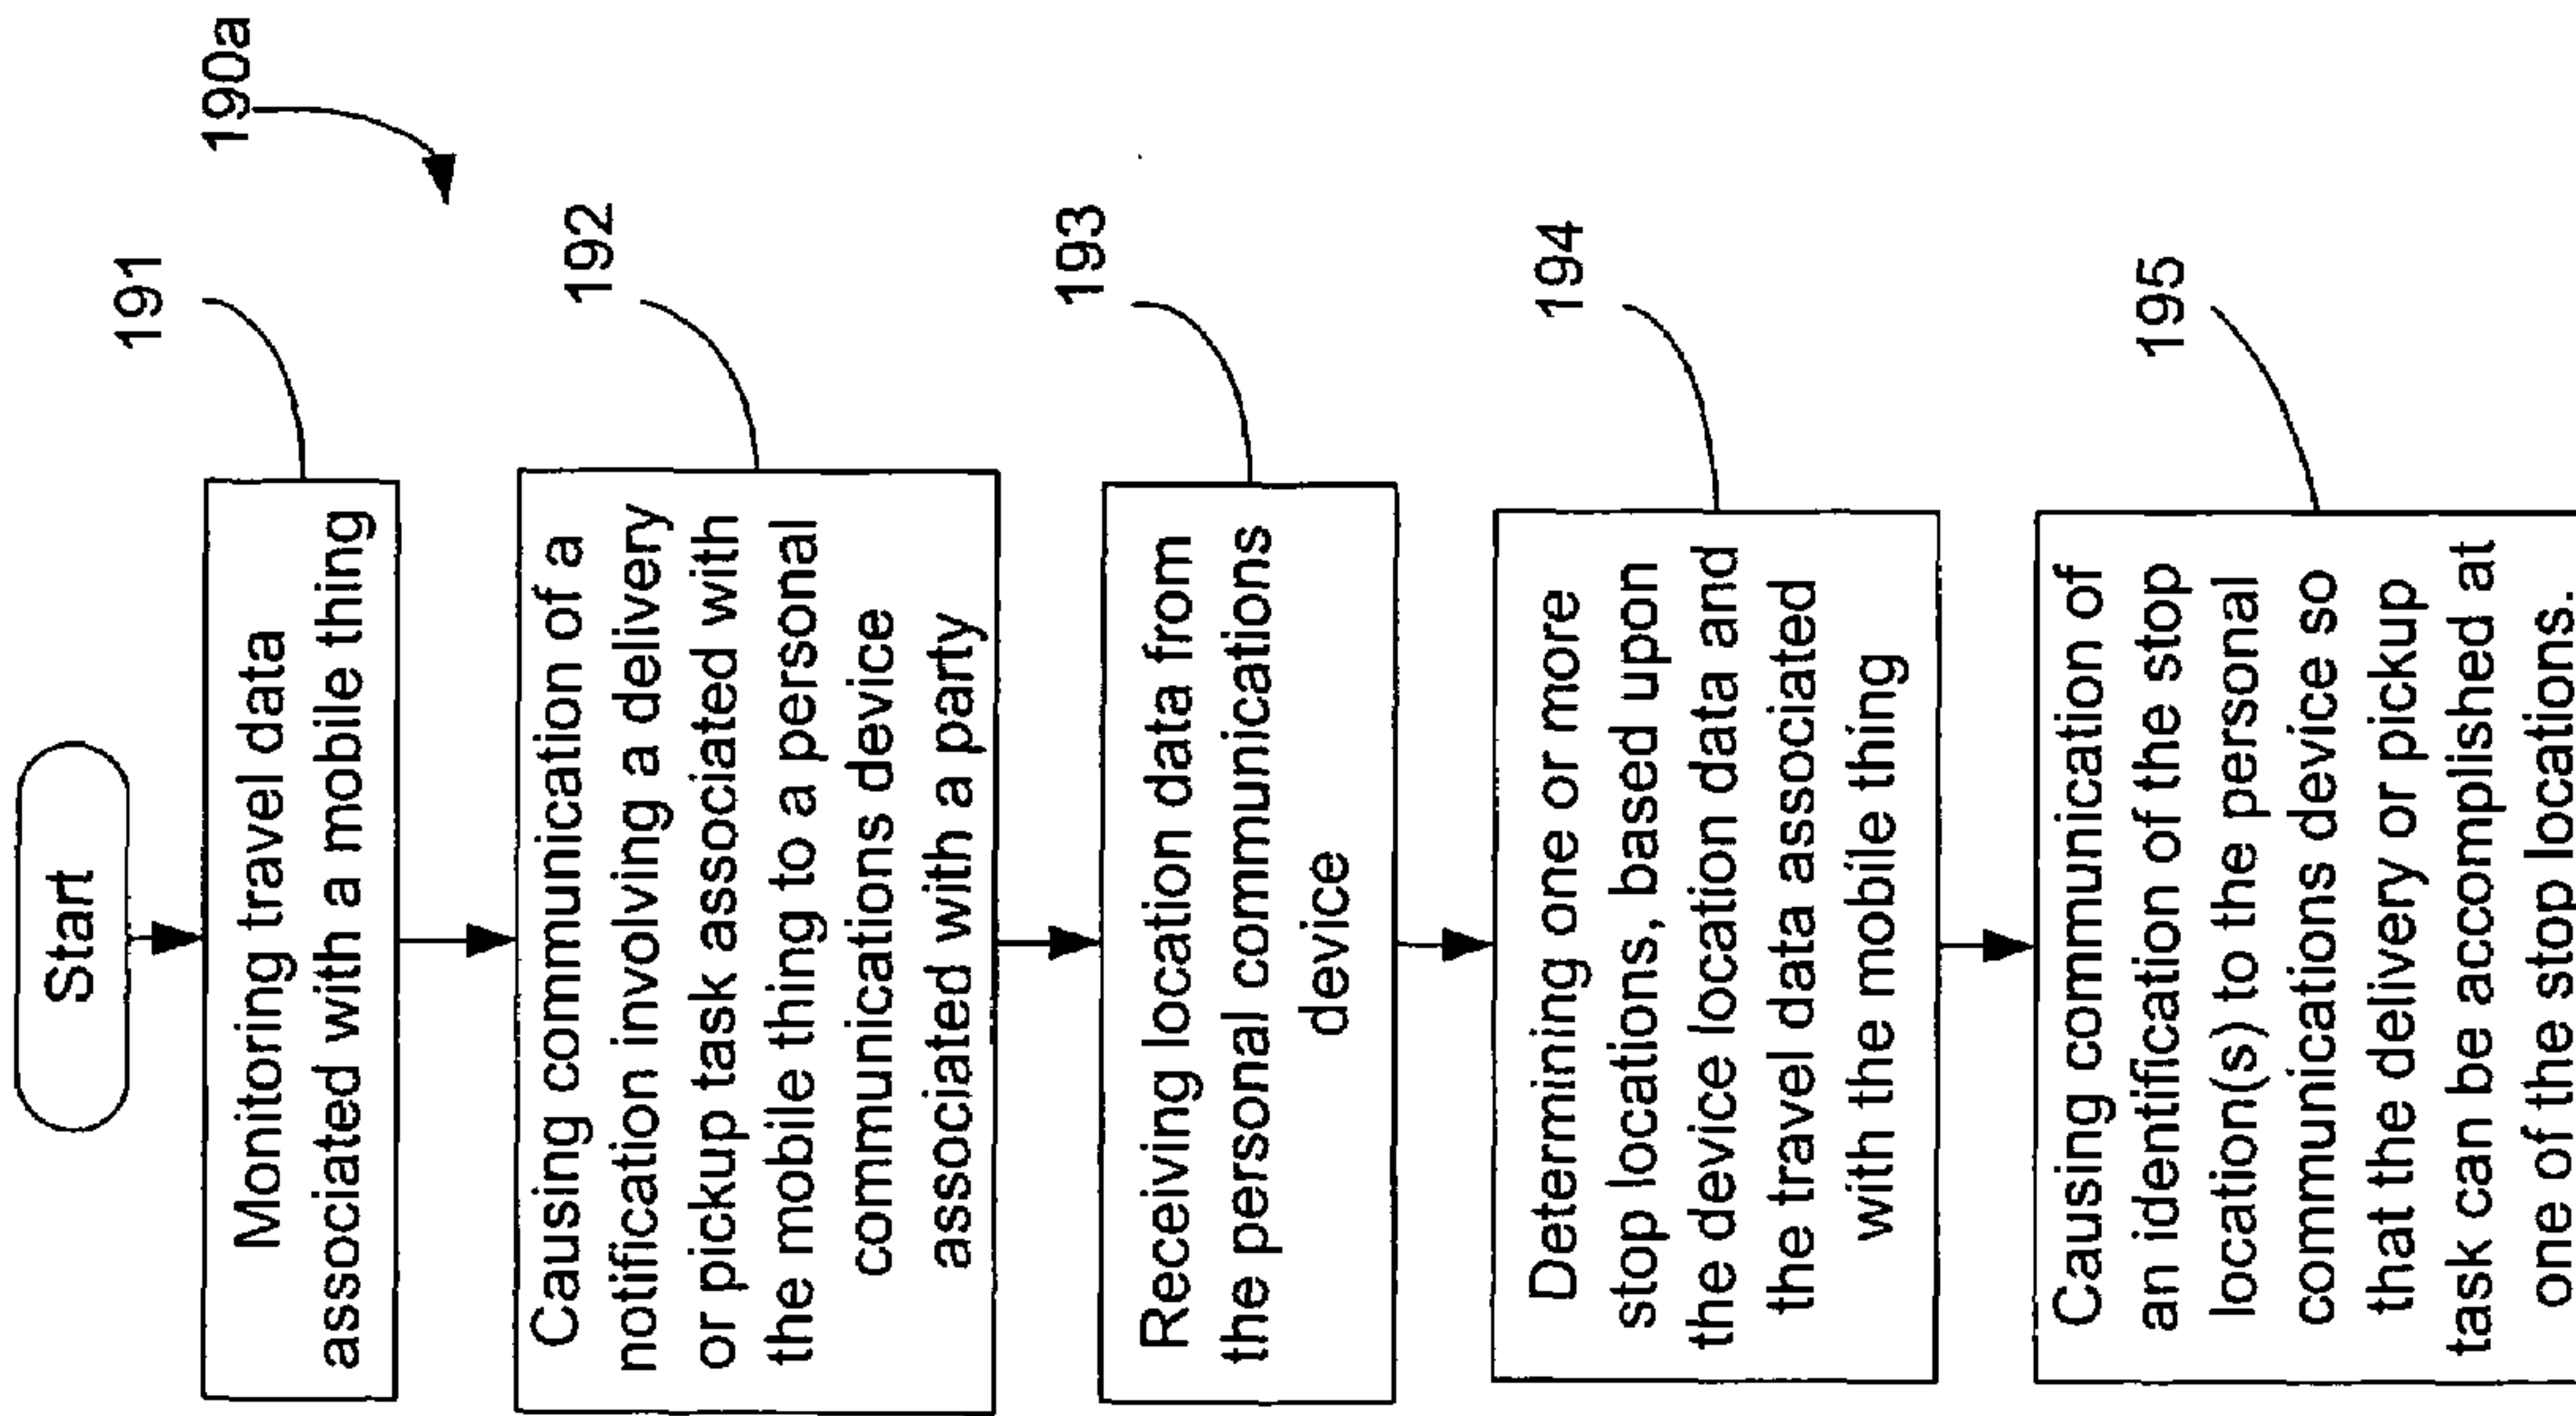 Start
190a
191
Monitoring travel data
associated with a mobile thing
192
Causing communication of a
notification involving a delivery
or pickup task associated with
the mobile thing to a personal
communications device
associated with a party
193
Receiving location data from
the personal communications
device
194
Determining one or more
stop locations, based upon
the device location data and
the travel data associated
with the mobile thing
195
Causing communication of
an identification of the stop
location(s) to the personal
communications device so
that the delivery or pickup
task can be accomplished at
one of the stop locations.